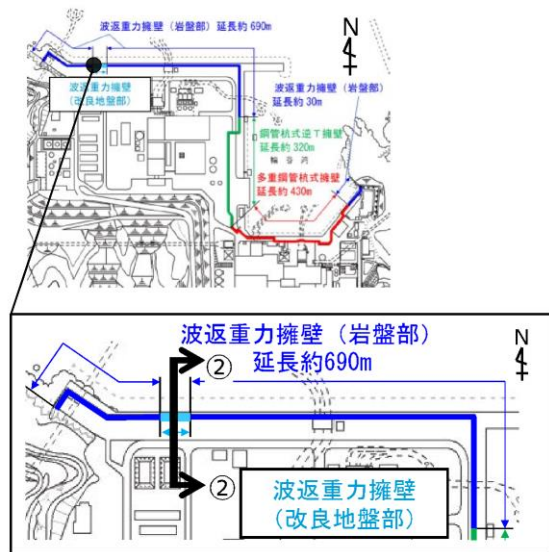 波返重力擁壁（岩盤部）延長約690m
N
波返重力擁壁
（改良地盤部）
波返重力擁壁（岩盤部）
延長約30m
鋼管杭式逆T擁壁
延長約320m
輪谷湾
多重鋼管杭式擁壁
延長約430m
波返重力擁壁（岩盤部）
延長約690m
N
②
②
波返重力擁壁
（改良地盤部）